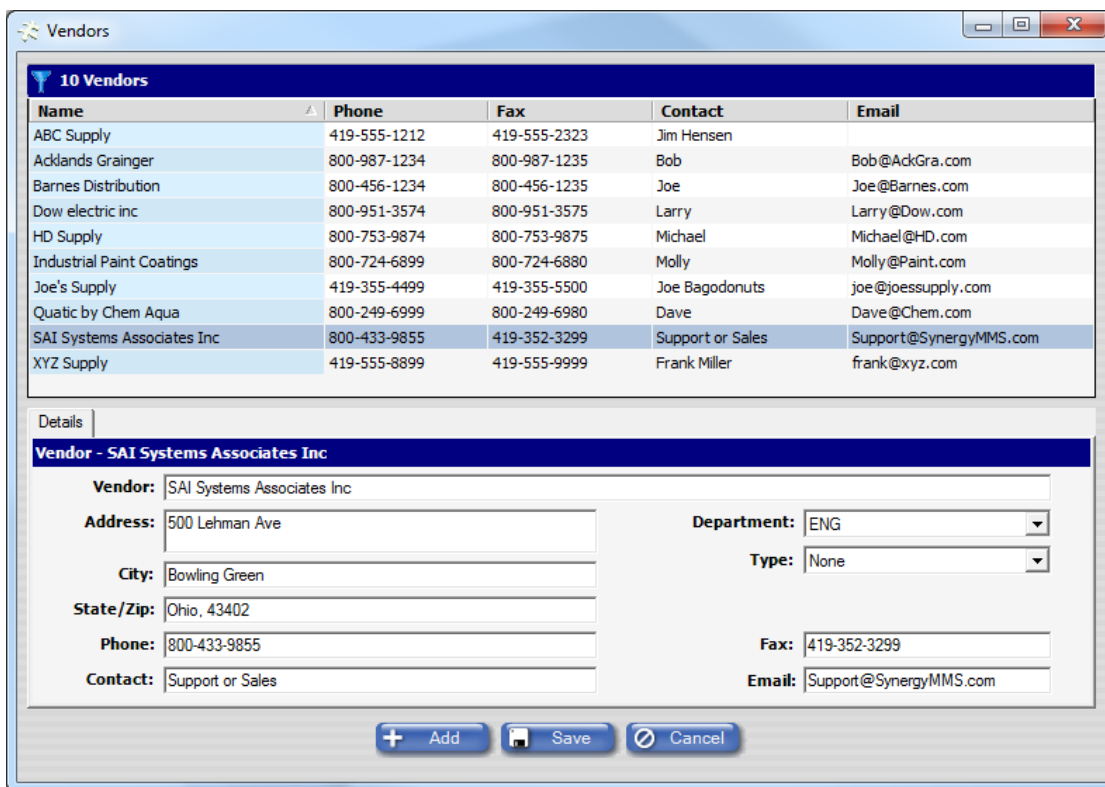 Vendors
10 Vendors
Name Phone Fax Contact Email
ABC Supply 419-555-1212 419-555-2323 Jim Hensen
Acklands Grainger 800-987-1234 800-987-1235 Bob Bob@AckGra.com
Barnes Distribution 800-456-1234 800-456-1235 Joe Joe@Barnes.com
Dow electric inc 800-951-3574 800-951-3575 Larry Larry@Dow.com
HD Supply 800-753-9874 800-753-9875 Michael Michael@HD.com
Industrial Paint Coatings 800-724-6899 800-724-6880 Molly Molly@Paint.com
Joe's Supply 419-355-4499 419-355-5500 Joe Bagodonuts joe@joessupply.com
Quatic by Chem Aqua 800-249-6999 800-249-6980 Dave Dave@Chem.com
SAI Systems Associates Inc 800-433-9855 419-352-3299 Support or Sales Support@SynergyMMS.com
XYZ Supply 419-555-8899 419-555-9999 Frank Miller frank@xyz.com
Details
Vendor - SAI Systems Associates Inc
Vendor: SAI Systems Associates Inc
Address: 500 Lehman Ave Department: ENG
Type: None
City: Bowling Green
State/Zip: Ohio, 43402
Phone: 800-433-9855 Fax: 419-352-3299
Contact: Support or Sales Email: Support@SynergyMMS.com
Add Save Cancel